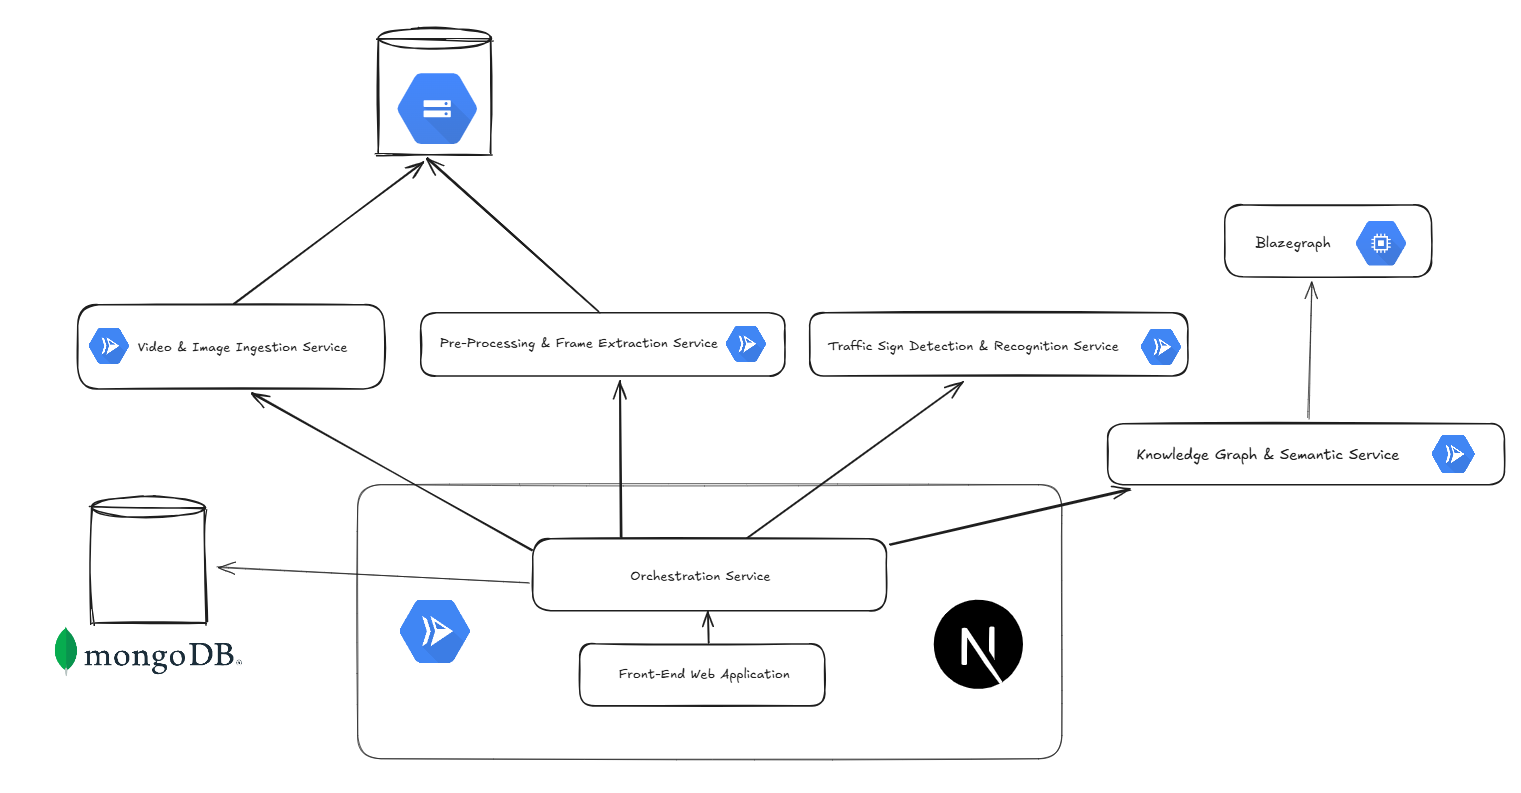 Blazegraph
Video & Image Ingestion Service
Pre-Processing & Frame Extraction Service
Traffic Sign Detection & Recognition Service
Knowledge Graph & Semantic Service
Orchestration Service
mongoDB®
N
Front-End Web Application